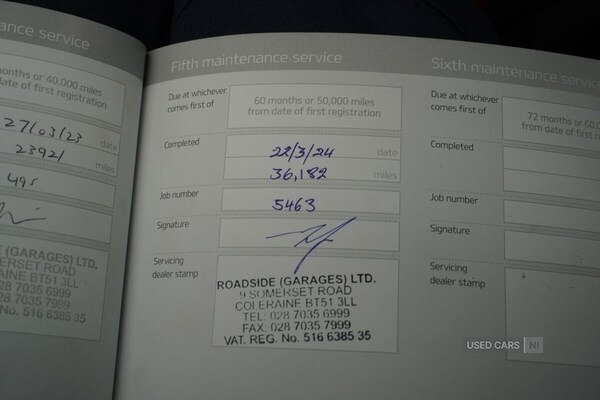 ance service
onths or 40,000 miles
ate of first registration
27/03/23 date
23921 miles
495
(GARAGES) LTD.
ERSET ROAD
AINE BT51 3LL
028 7035 6999
28 7035 7999
No. 516 6385 35
Fifth maintenance service
Due at whichever comes first of
60 months or 50,000 miles
from date of first registration
Completed
22/3/24 date
36,182 miles
Job number
5463
Signature
Servicing
dealer stamp
ROADSIDE (GARAGES) LTD.
9 SOMERSET ROAD
COLERAINE BT51 3LL
TEL: 028 7035 6999
FAX: 028 7035 7999
VAT. REG. No. 516 6385 35
Sixth maintenance service
Due at whichever
comes first of
72 months or 60,0
from date of first re
Completed
Job number
Signature
Servicing
dealer stamp
USED CARS NI